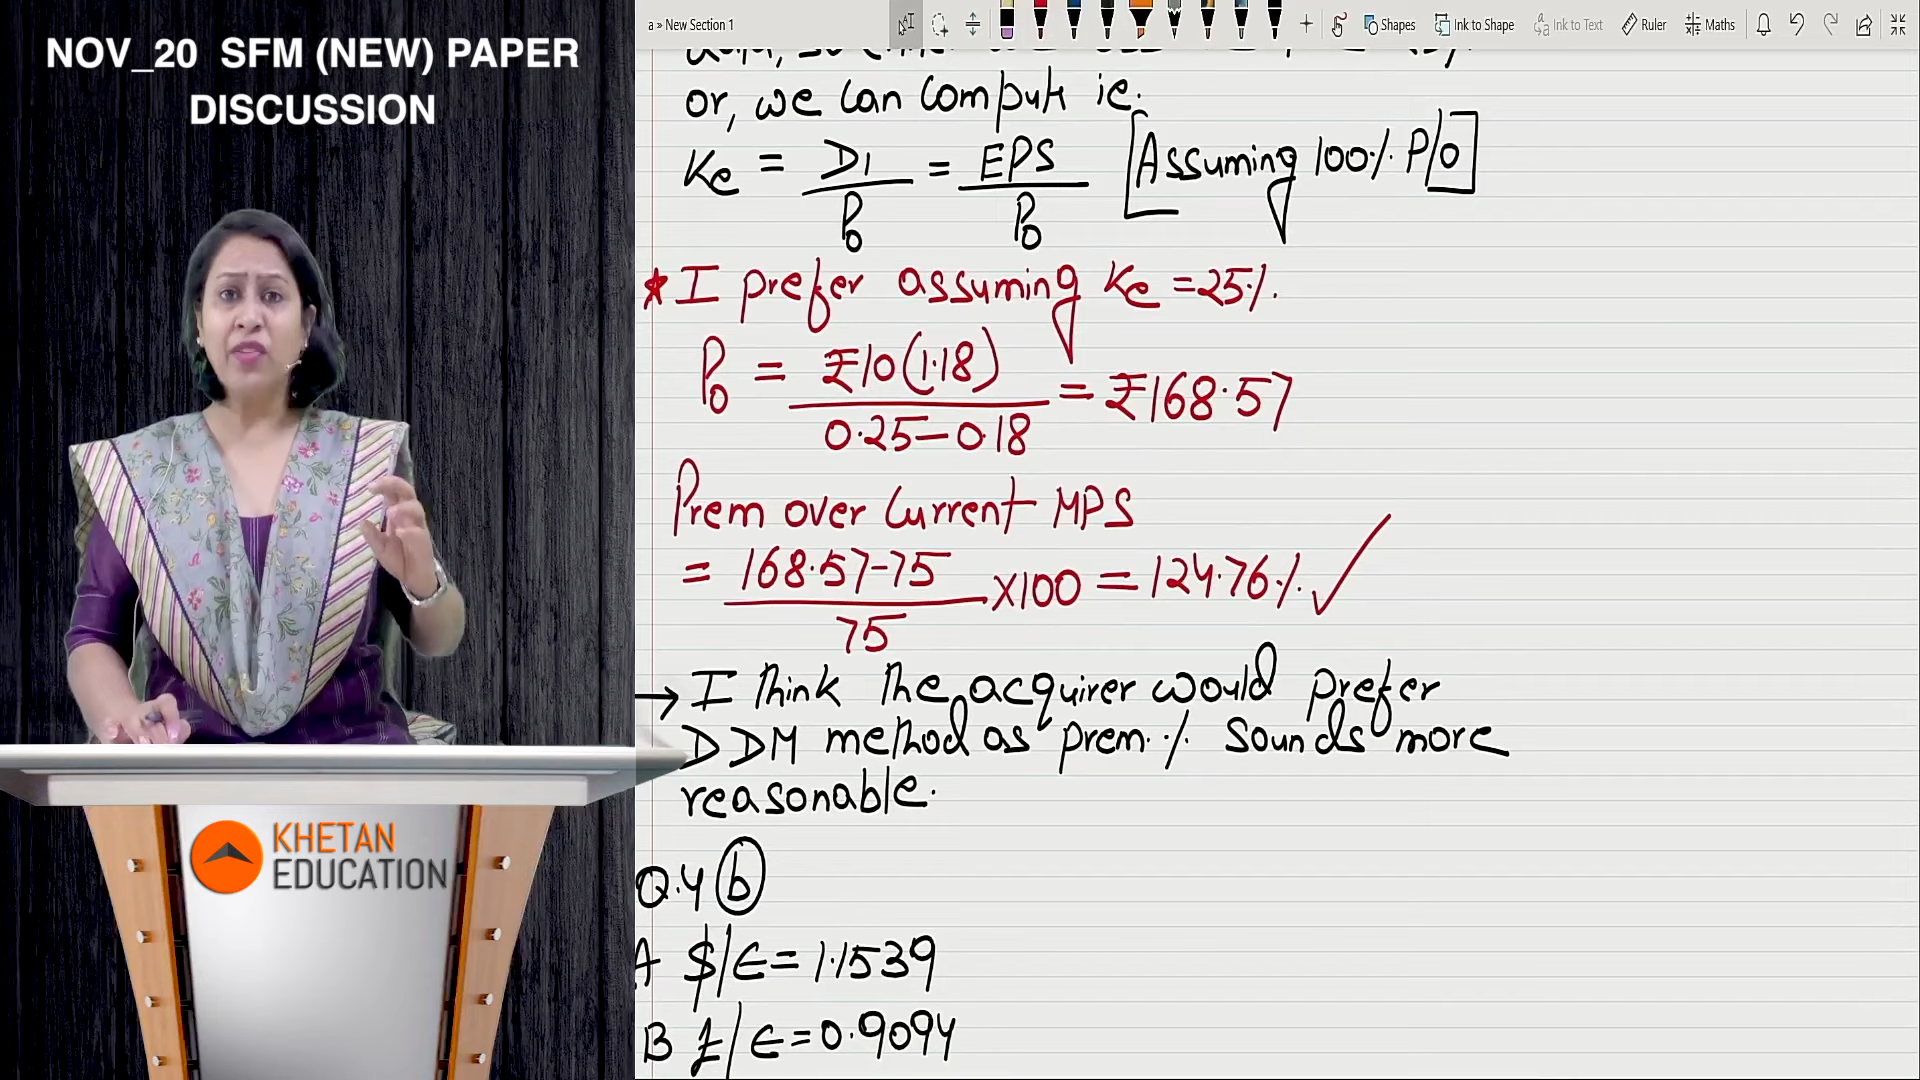 NOV_20 SFM (NEW) PAPER
DISCUSSION
a » New Section 1
Shapes
Ink to Shape
Ink to Text
Ruler
Maths
or, we can compute ie.
Ke = D1/P0 = EPS/P0 [Assuming 100% P/O]
* I prefer assuming Ke = 25%.
P0 = ₹10(1.18)/0.25-0.18 = ₹168.57
Prem over Current MPS
= 168.57-75/75 X100 = 124.76%. ✓
→ I think the acquirer would prefer
DDM method as prem. % sounds more
reasonable.
Q.4 (b)
A $/€ = 1.1539
B £/€ = 0.9094
KHETAN
EDUCATION